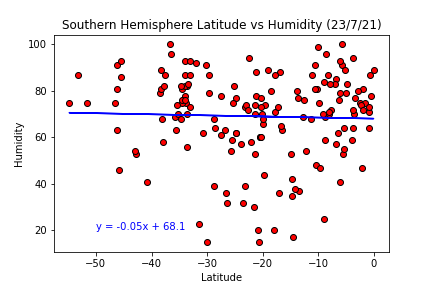 Southern Hemisphere Latitude vs Humidity (23/7/21)
100
80
60
40
20
Humidity
y = -0.05x + 68.1
−50
−40
−30
−20
−10
0
Latitude